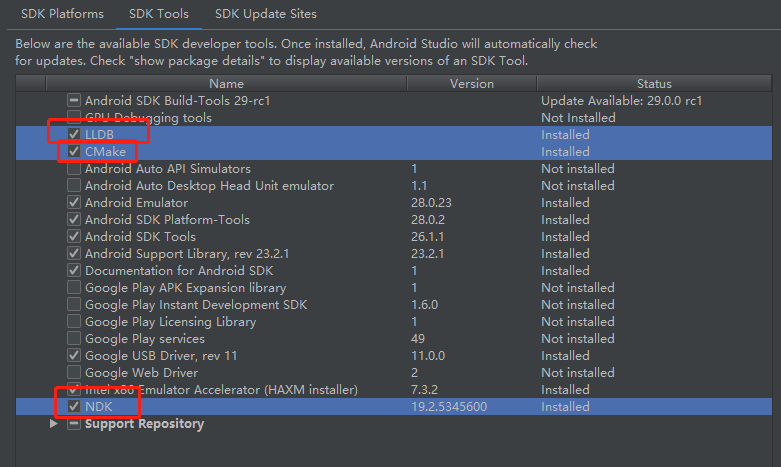 SDK Platforms SDK Tools SDK Update Sites
Below are the available SDK developer tools. Once installed, Android Studio will automatically check
for updates. Check "show package details" to display available versions of an SDK Tool.
Name Version Status
Android SDK Build-Tools 29-rc1 Update Available: 29.0.0 rc1
GPU Debugging tools Not Installed
LLDB Installed
CMake Installed
Android Auto API Simulators 1 Not installed
Android Auto Desktop Head Unit emulator 1.1 Not installed
Android Emulator 28.0.23 Installed
Android SDK Platform-Tools 28.0.2 Installed
Android SDK Tools 26.1.1 Installed
Android Support Library, rev 23.2.1 23.2.1 Installed
Documentation for Android SDK 1 Installed
Google Play APK Expansion library 1 Not installed
Google Play Instant Development SDK 1.6.0 Not installed
Google Play Licensing Library 1 Not installed
Google Play services 49 Not installed
Google USB Driver, rev 11 11.0.0 Installed
Google Web Driver 2 Not installed
Intel x86 Emulator Accelerator (HAXM installer) 7.3.2 Installed
NDK 19.2.5345600 Installed
Support Repository